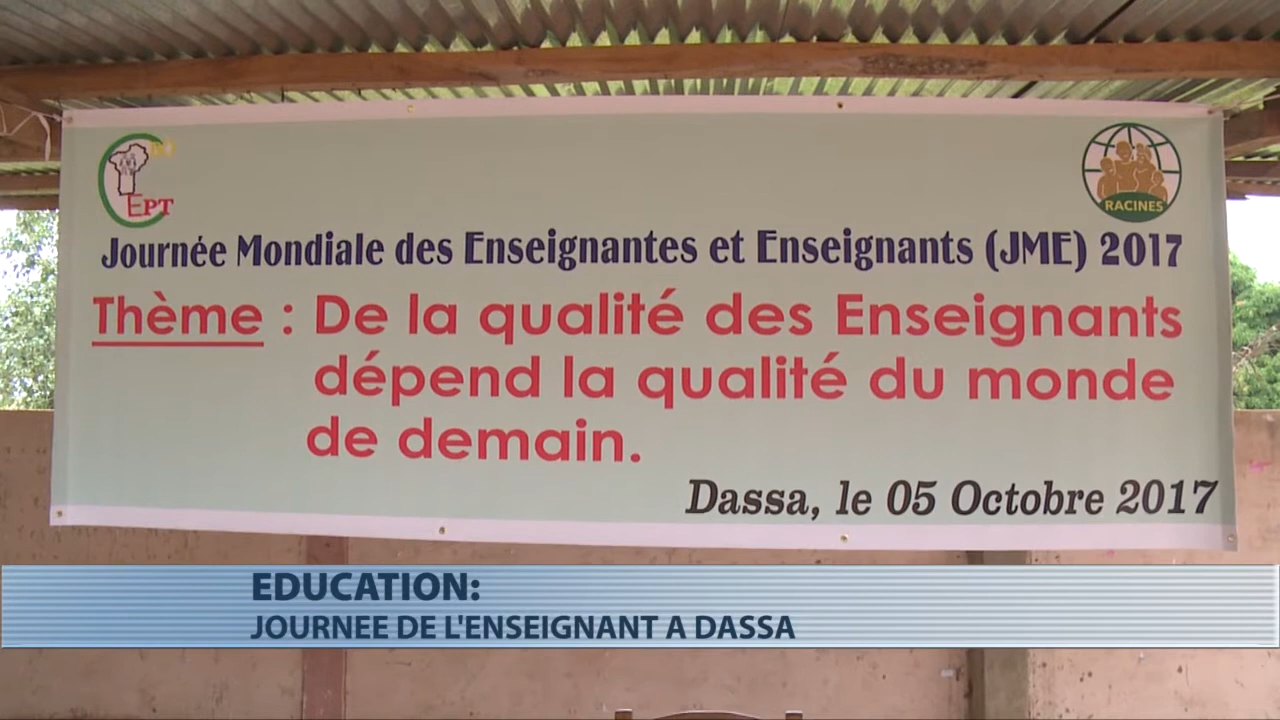 EPT
RACINES
Journée Mondiale des Enseignantes et Enseignants (JME) 2017
Thème : De la qualité des Enseignants
dépend la qualité du monde
de demain.
Dassa, le 05 Octobre 2017
EDUCATION:
JOURNEE DE L'ENSEIGNANT A DASSA